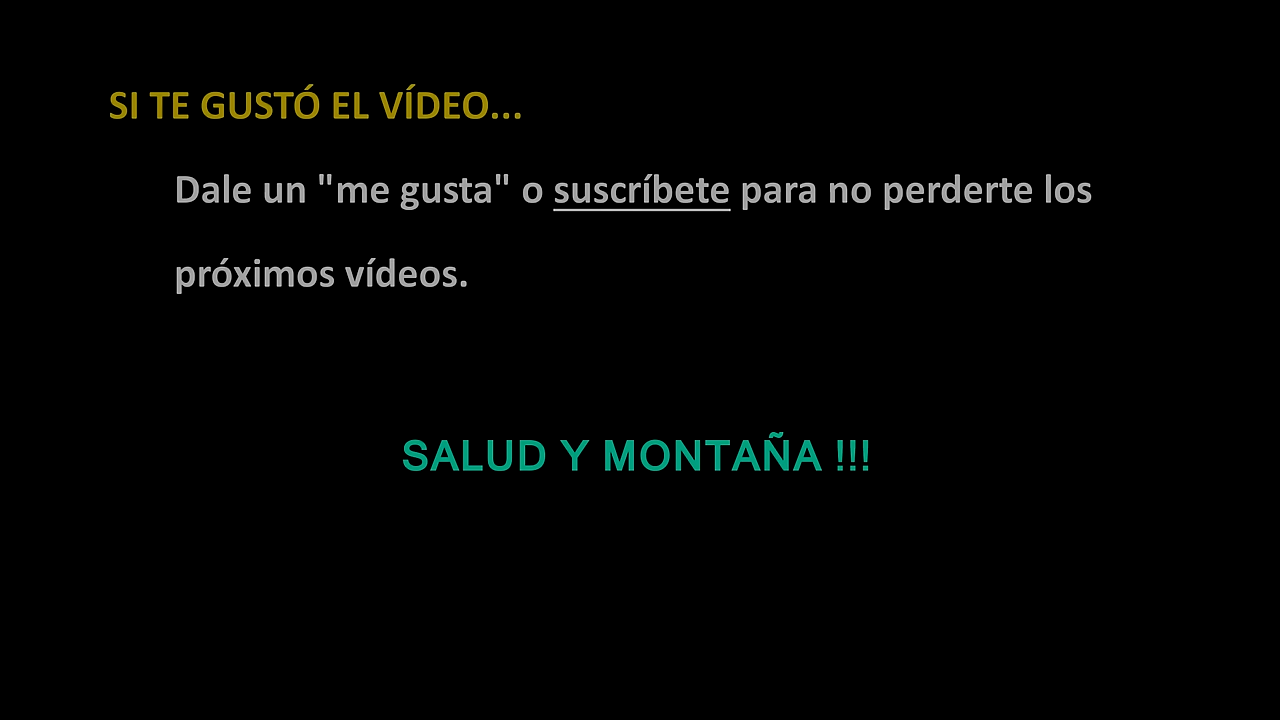 SI TE GUSTÓ EL VÍDEO...
Dale un "me gusta" o suscríbete para no perderte los
próximos vídeos.
SALUD Y MONTAÑA !!!